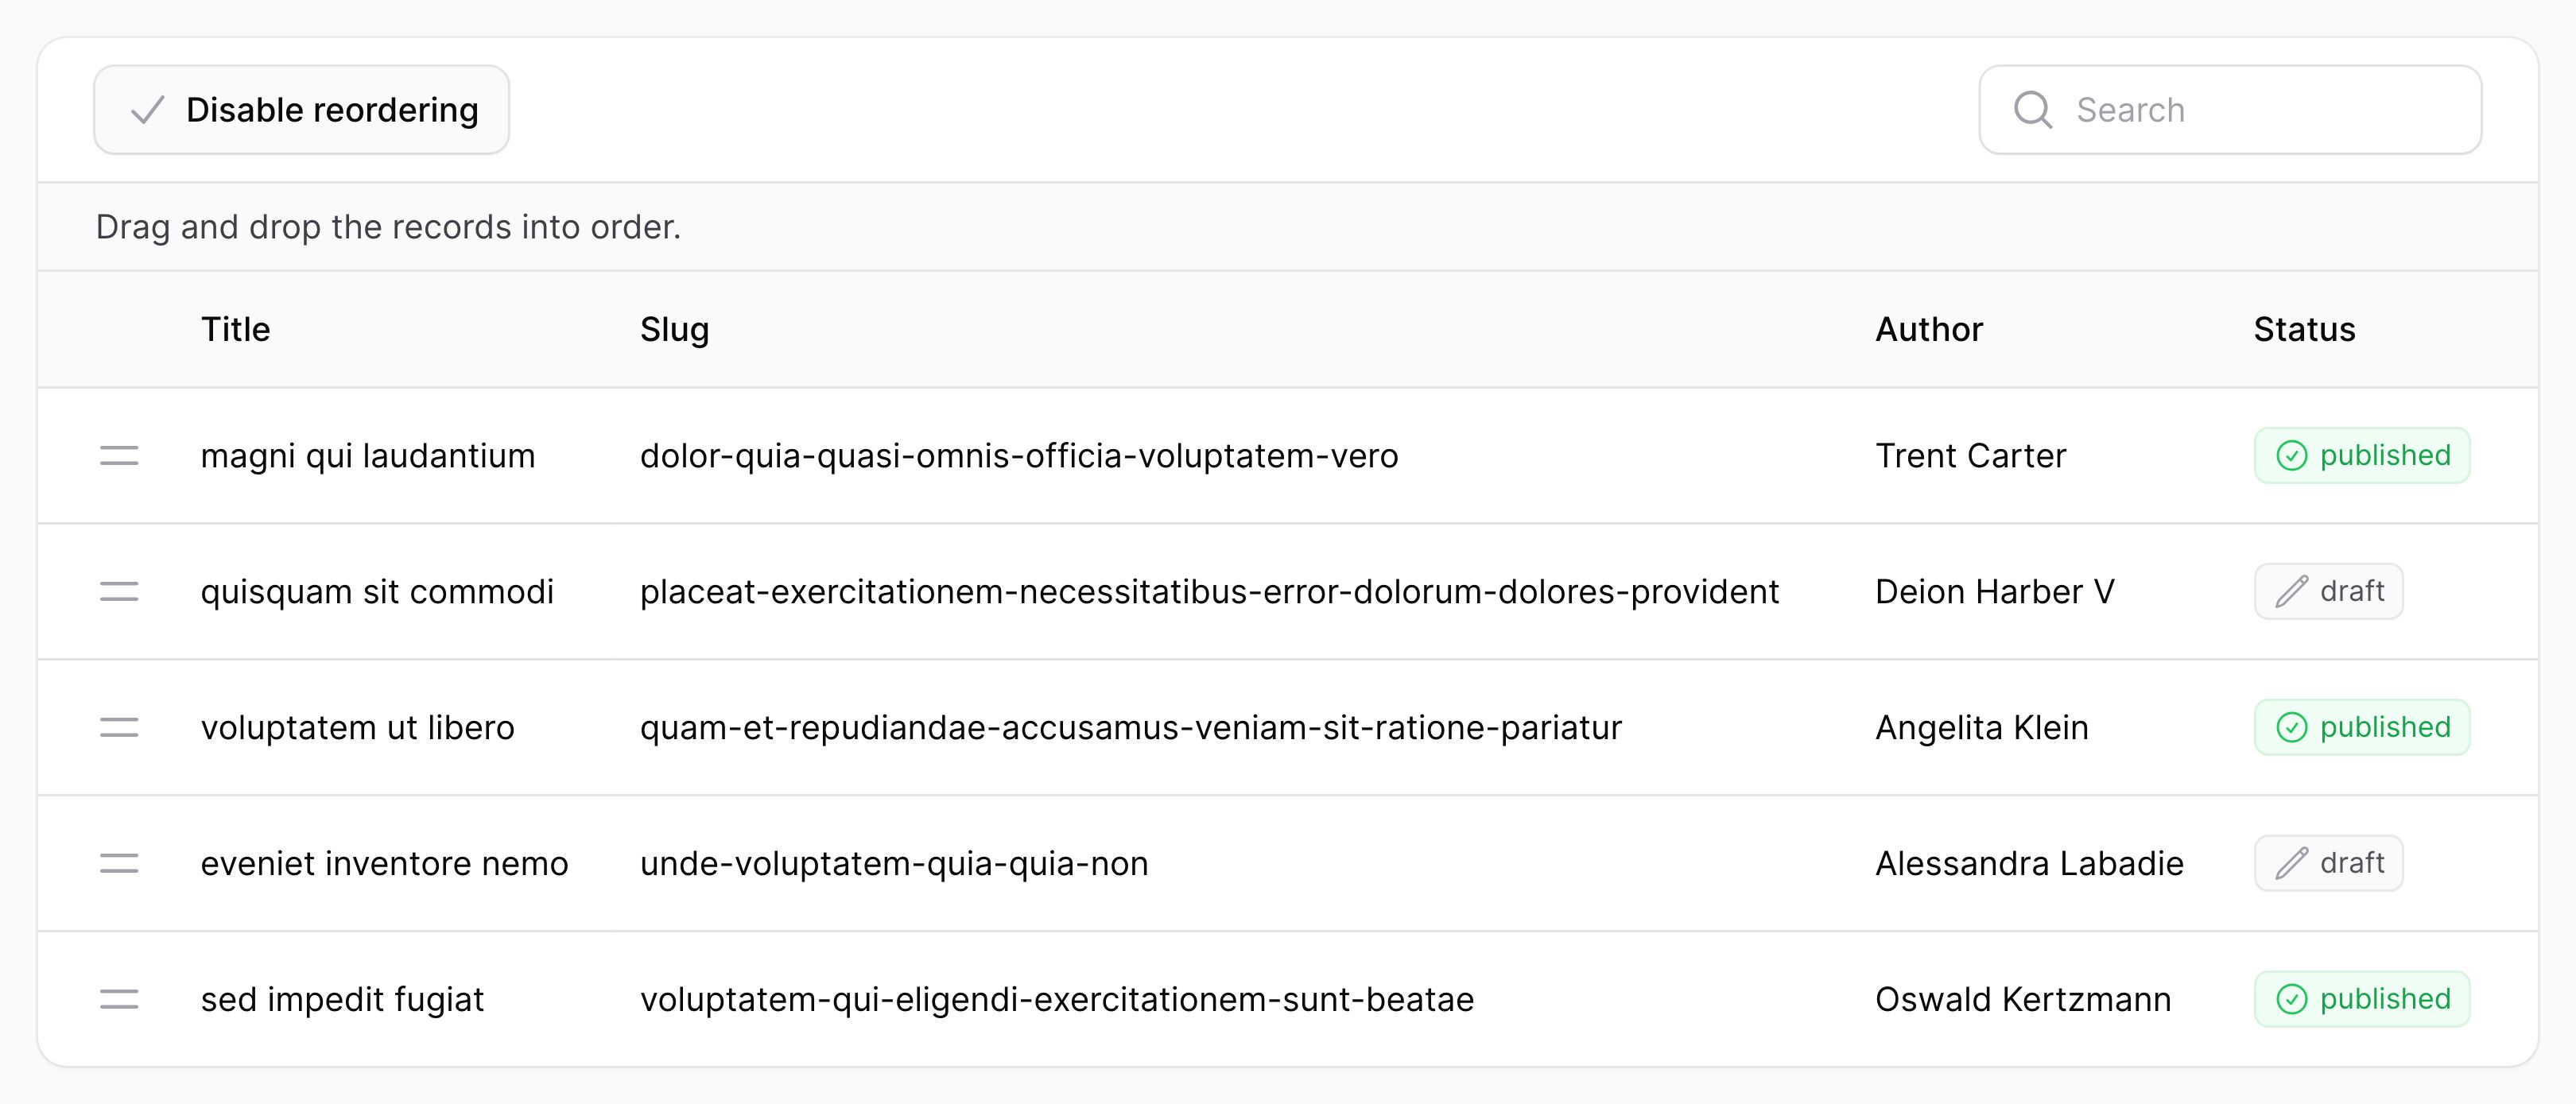 Disable reordering
Search
Drag and drop the records into order.
Title Slug Author Status
magni qui laudantium dolor-quia-quasi-omnis-officia-voluptatem-vero Trent Carter published
quisquam sit commodi placeat-exercitationem-necessitatibus-error-dolorum-dolores-provident Deion Harber V draft
voluptatem ut libero quam-et-repudiandae-accusamus-veniam-sit-ratione-pariatur Angelita Klein published
eveniet inventore nemo unde-voluptatem-quia-quia-non Alessandra Labadie draft
sed impedit fugiat voluptatem-qui-eligendi-exercitationem-sunt-beatae Oswald Kertzmann published